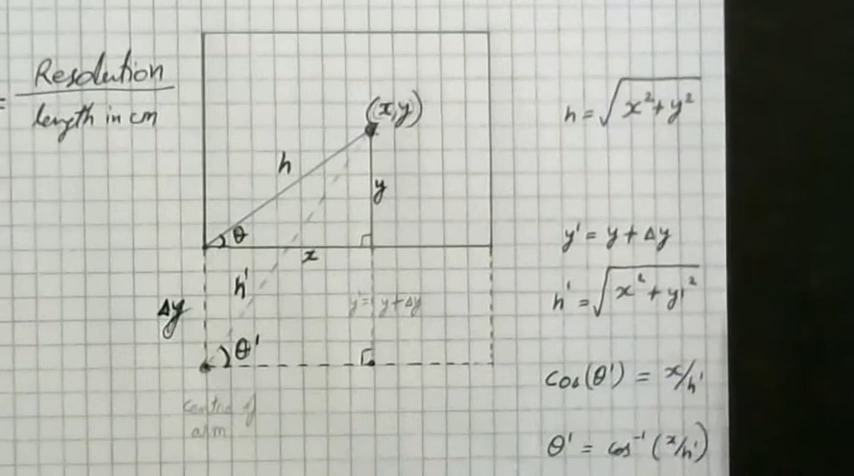 = Resolution
length in cm
(x,y)
h = √x²+y²
h
y
θ
x
y' = y + Δy
h'
Δy
y'= y+Δy
h' = √x²+y'²
θ'
cos(θ') = x/h'
centre of
arm
θ' = cos⁻¹(x/h')